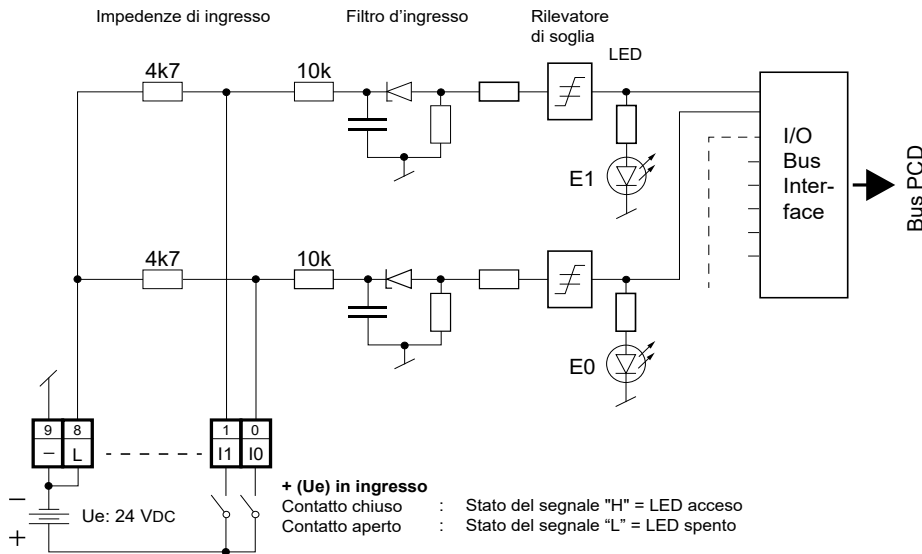 Impedenze di ingresso
Filtro d'ingresso
Rilevatore
di soglia
LED
4k7
10k
E1
I/O
Bus
Inter-
face
Bus PCD
4k7
10k
E0
9
8
1
0
–
L
I1
I0
– + Ue: 24 VDC
+ (Ue) in ingresso
Contatto chiuso : Stato del segnale "H" = LED acceso
Contatto aperto : Stato del segnale “L” = LED spento